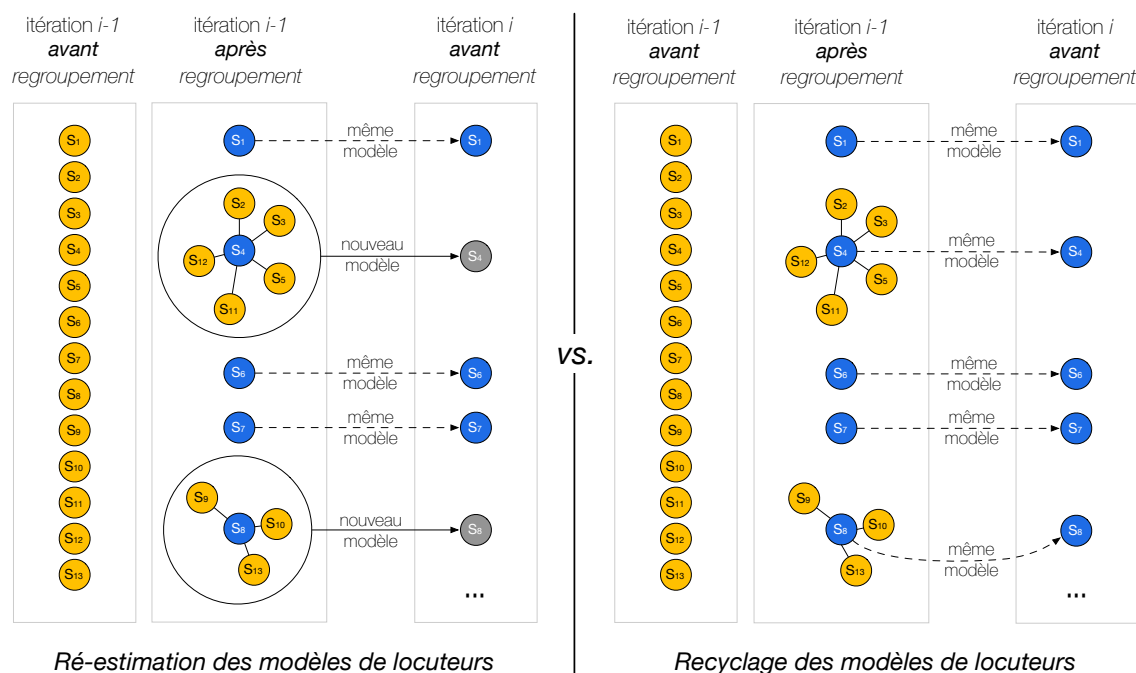 itération i-1
avant
regroupement
itération i-1
après
regroupement
itération i
avant
regroupement
S1
S2
S3
S4
S5
S6
S7
S8
S9
S10
S11
S12
S13
S1
même
modèle
S1
S2
S3
S4
S12
S5
S11
nouveau
modèle
S4
S6
même
modèle
S6
S7
même
modèle
S7
S9
S8
S10
S13
nouveau
modèle
S8
...
Ré-estimation des modèles de locuteurs
vs.
itération i-1
avant
regroupement
itération i-1
après
regroupement
itération i
avant
regroupement
S1
S2
S3
S4
S5
S6
S7
S8
S9
S10
S11
S12
S13
S1
même
modèle
S1
S2
S3
S4
S12
S5
S11
même
modèle
S4
S6
même
modèle
S6
S7
même
modèle
S7
S9
S8
S10
S13
même
modèle
S8
...
Recyclage des modèles de locuteurs